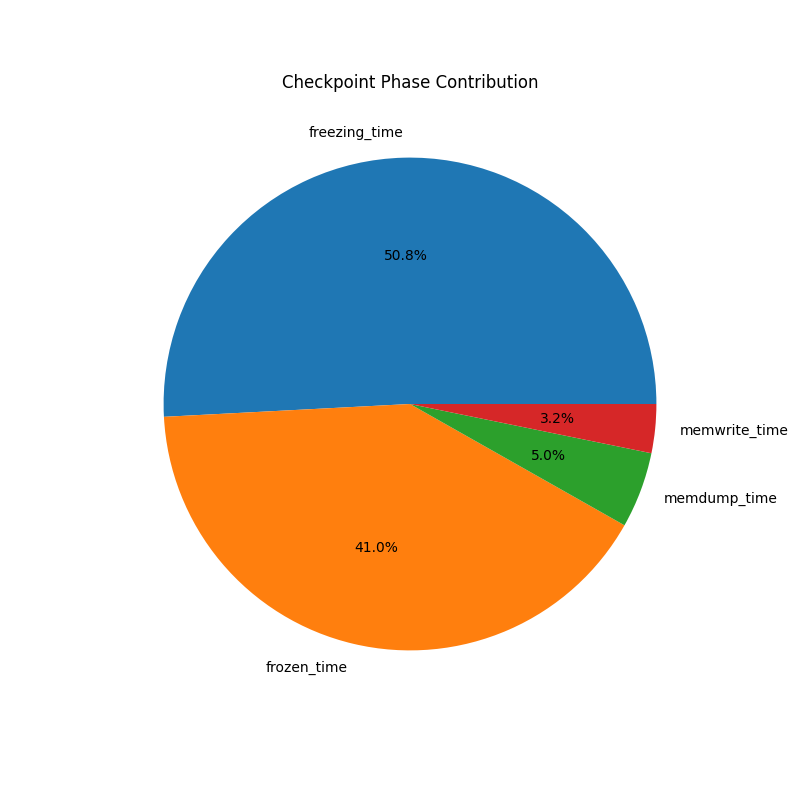 Checkpoint Phase Contribution
freezing_time
50.8%
3.2%
memwrite_time
5.0%
memdump_time
41.0%
frozen_time